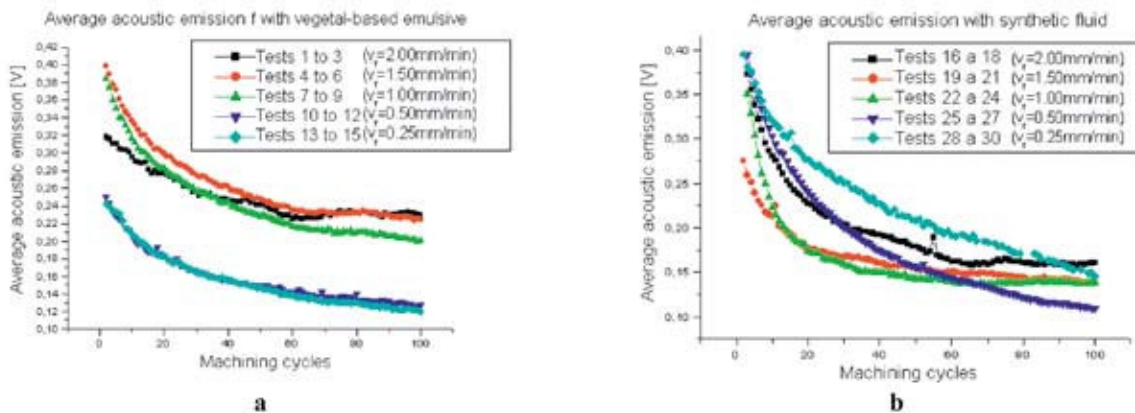 Average acoustic emission f with vegetal-based emulsive
Average acoustic emission [V]
0,42
0,40
0,38
0,36
0,34
0,32
0,30
0,28
0,26
0,24
0,22
0,20
0,18
0,16
0,14
0,12
0,10
Tests 1 to 3 (vf=2.00mm/min)
Tests 4 to 6 (vf=1.50mm/min)
Tests 7 to 9 (vf=1.00mm/min)
Tests 10 to 12 (vf=0.50mm/min)
Tests 13 to 15 (vf=0.25mm/min)
0 20 40 60 80 100
Machining cycles
a
Average acoustic emission with synthetic fluid
Average acoustic emission [V]
0,40
0,35
0,30
0,25
0,20
0,15
0,10
Tests 16 a 18 (vf=2.00mm/min)
Tests 19 a 21 (vf=1.50mm/min)
Tests 22 a 24 (vf=1.00mm/min)
Tests 25 a 27 (vf=0.50mm/min)
Tests 28 a 30 (vf=0.25mm/min)
0 20 40 60 80 100
Machining cycles
b